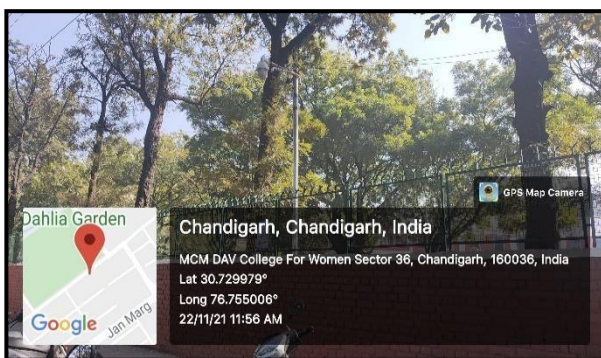 GPS Map Camera
Dahlia Garden
Jan Marg
Google
Chandigarh, Chandigarh, India
MCM DAV College For Women Sector 36, Chandigarh, 160036, India
Lat 30.729979°
Long 76.755006°
22/11/21 11:56 AM